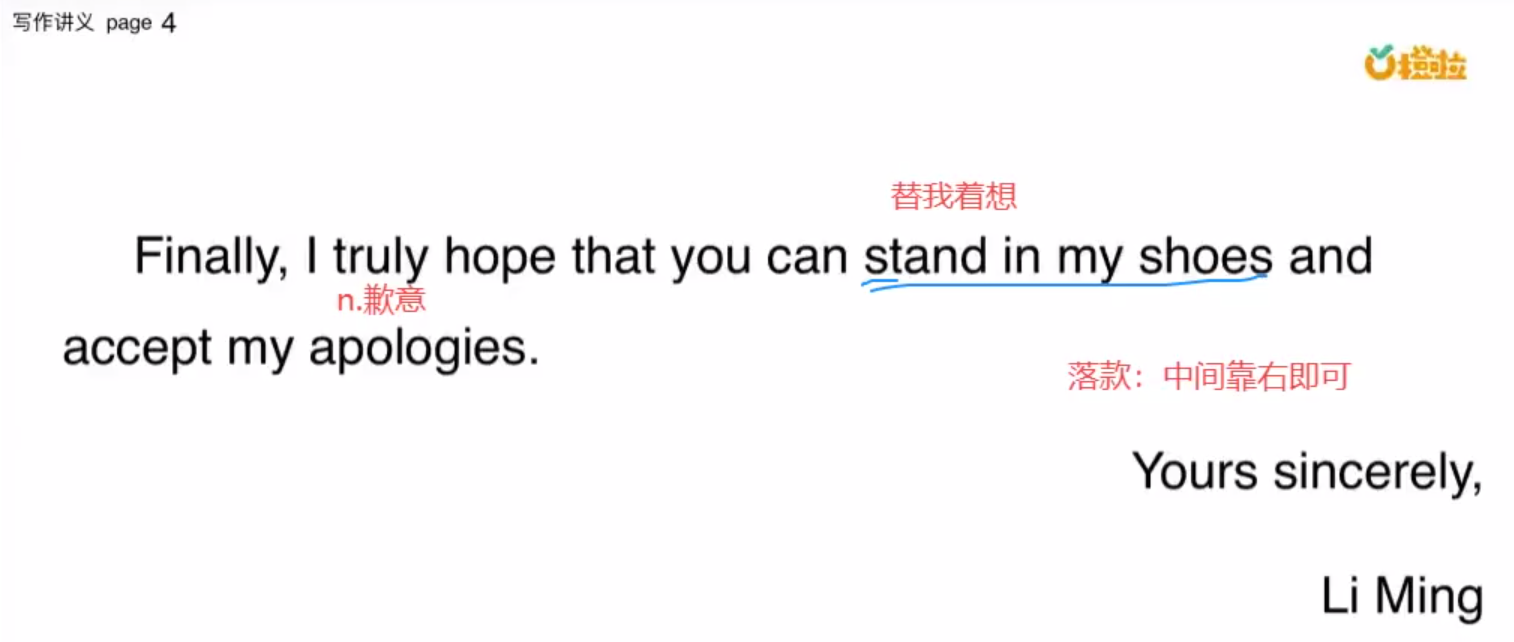 写作讲义 page 4
橙啦
替我着想
Finally, I truly hope that you can stand in my shoes and
n.歉意
accept my apologies.
落款：中间靠右即可
Yours sincerely,
Li Ming